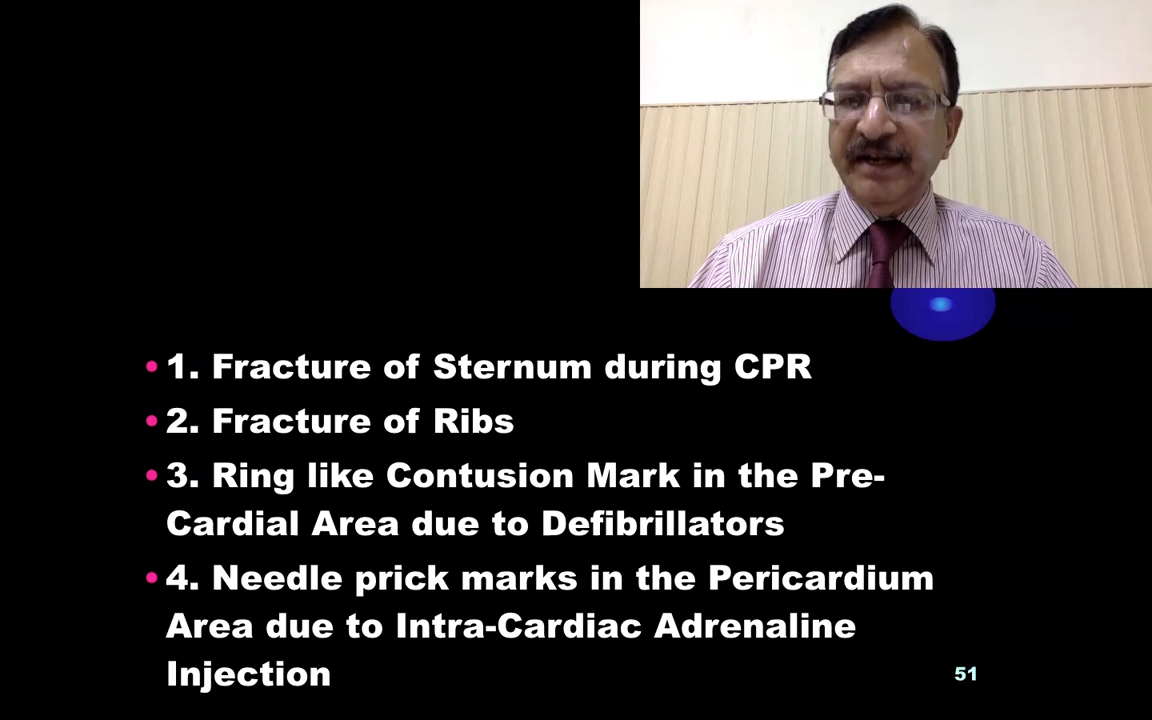 • 1. Fracture of Sternum during CPR
• 2. Fracture of Ribs
• 3. Ring like Contusion Mark in the Pre-
Cardial Area due to Defibrillators
• 4. Needle prick marks in the Pericardium
Area due to Intra-Cardiac Adrenaline
Injection
51